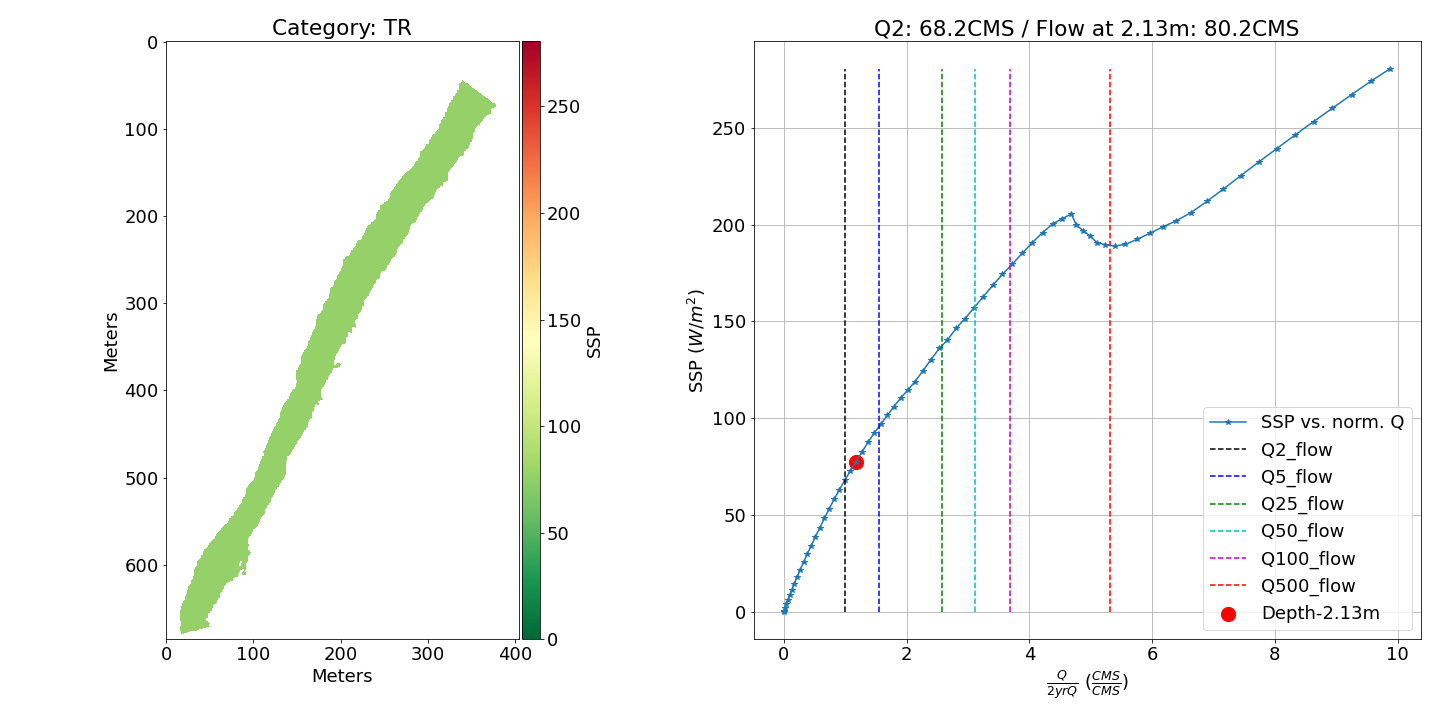 Category: TR
0
100
200
300
400
500
600
Meters
0
100
200
300
400
Meters
250
200
150
100
50
0
SSP
Q2: 68.2CMS / Flow at 2.13m: 80.2CMS
250
200
150
100
50
0
SSP (W/m²)
0
2
4
6
8
10
Q/2yrQ (CMS/CMS)
SSP vs. norm. Q
Q2_flow
Q5_flow
Q25_flow
Q50_flow
Q100_flow
Q500_flow
Depth-2.13m